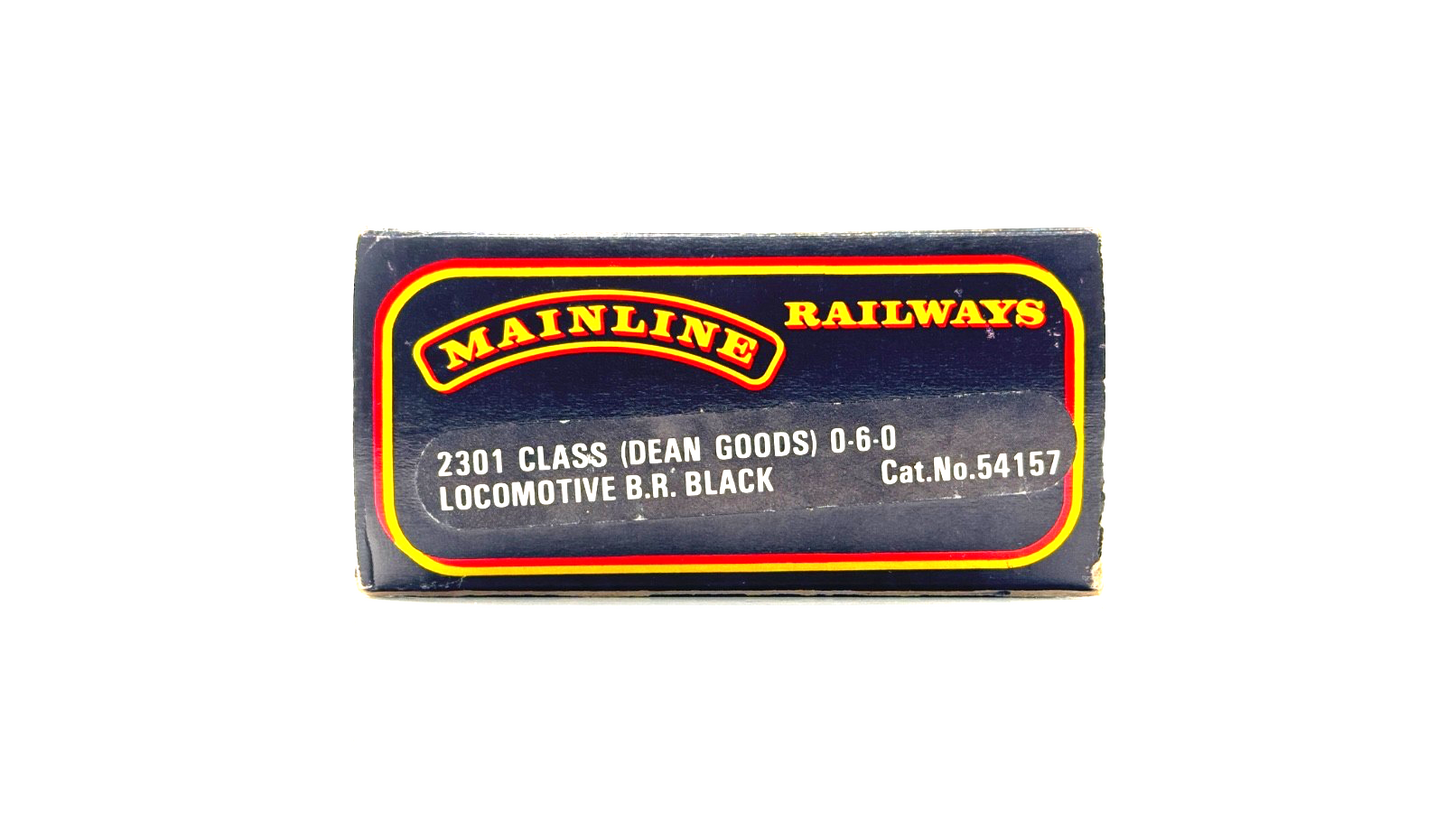 MAINLINE RAILWAYS
2301 CLASS (DEAN GOODS) 0-6-0
LOCOMOTIVE B.R. BLACK
Cat.No.54157